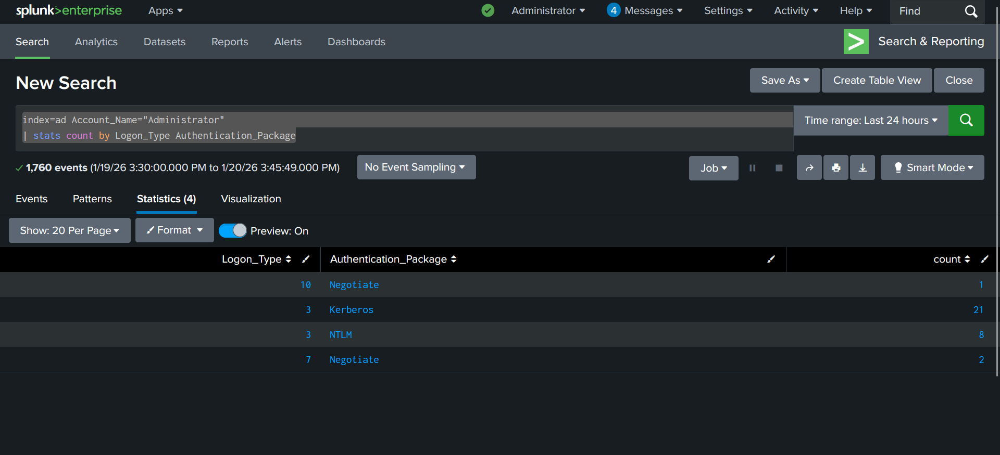 splunk>enterprise Apps Administrator 4 Messages Settings Activity Help Find
Search Analytics Datasets Reports Alerts Dashboards Search & Reporting
New Search
Save As Create Table View Close
index=ad Account_Name="Administrator"
| stats count by Logon_Type Authentication_Package
Time range: Last 24 hours
1,760 events (1/19/26 3:30:00.000 PM to 1/20/26 3:45:49.000 PM) No Event Sampling Job Smart Mode
Events Patterns Statistics (4) Visualization
Show: 20 Per Page Format Preview: On
Logon_Type Authentication_Package count
10 Negotiate 1
3 Kerberos 21
3 NTLM 8
7 Negotiate 2